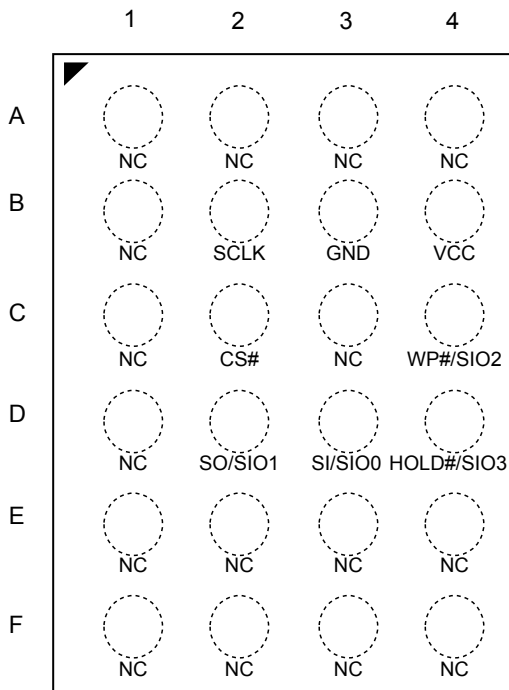 1 2 3 4
A
NC NC NC NC
B
NC SCLK GND VCC
C
NC CS# NC WP#/SIO2
D
NC SO/SIO1 SI/SIO0 HOLD#/SIO3
E
NC NC NC NC
F
NC NC NC NC